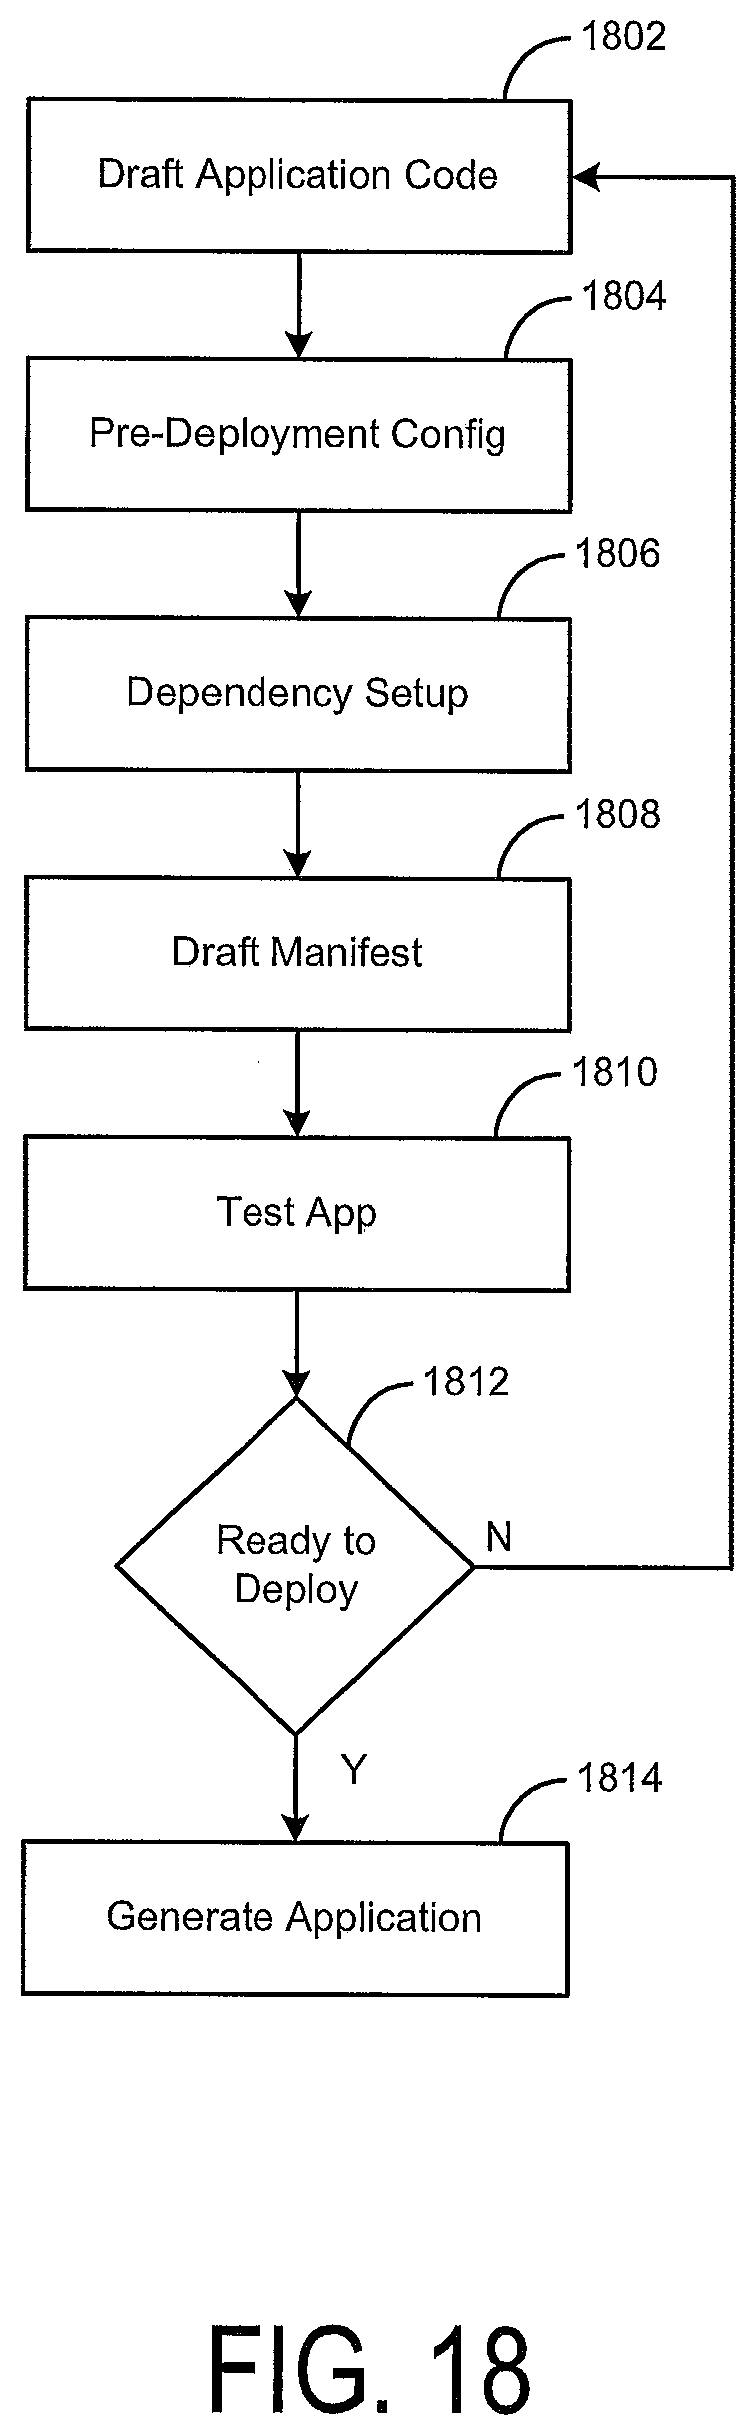 1802
Draft Application Code
1804
Pre-Deployment Config
1806
Dependency Setup
1808
Draft Manifest
1810
Test App
1812
Ready to
Deploy
N
Y
1814
Generate Application
FIG. 18